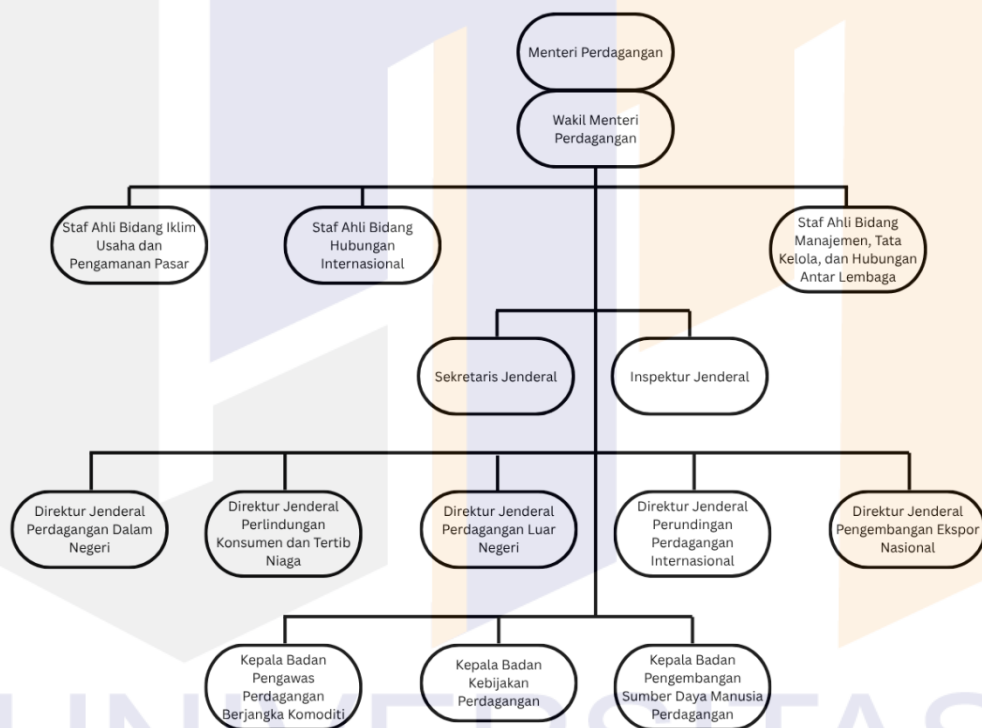 Menteri Perdagangan
Wakil Menteri
Perdagangan
Staf Ahli Bidang Iklim
Usaha dan
Pengamanan Pasar
Staf Ahli Bidang
Hubungan
Internasional
Staf Ahli Bidang
Manajemen, Tata
Kelola, dan Hubungan
Antar Lembaga
Sekretaris Jenderal
Inspektur Jenderal
Direktur Jenderal
Perdagangan Dalam
Negeri
Direktur Jenderal
Perlindungan
Konsumen dan Tertib
Niaga
Direktur Jenderal
Perdagangan Luar
Negeri
Direktur Jenderal
Perundingan
Perdagangan
Internasional
Direktur Jenderal
Pengembangan Ekspor
Nasional
Kepala Badan
Pengawas
Perdagangan
Berjangka Komoditi
Kepala Badan
Kebijakan
Perdagangan
Kepala Badan
Pengembangan
Sumber Daya Manusia
Perdagangan
UNIVERSITAS